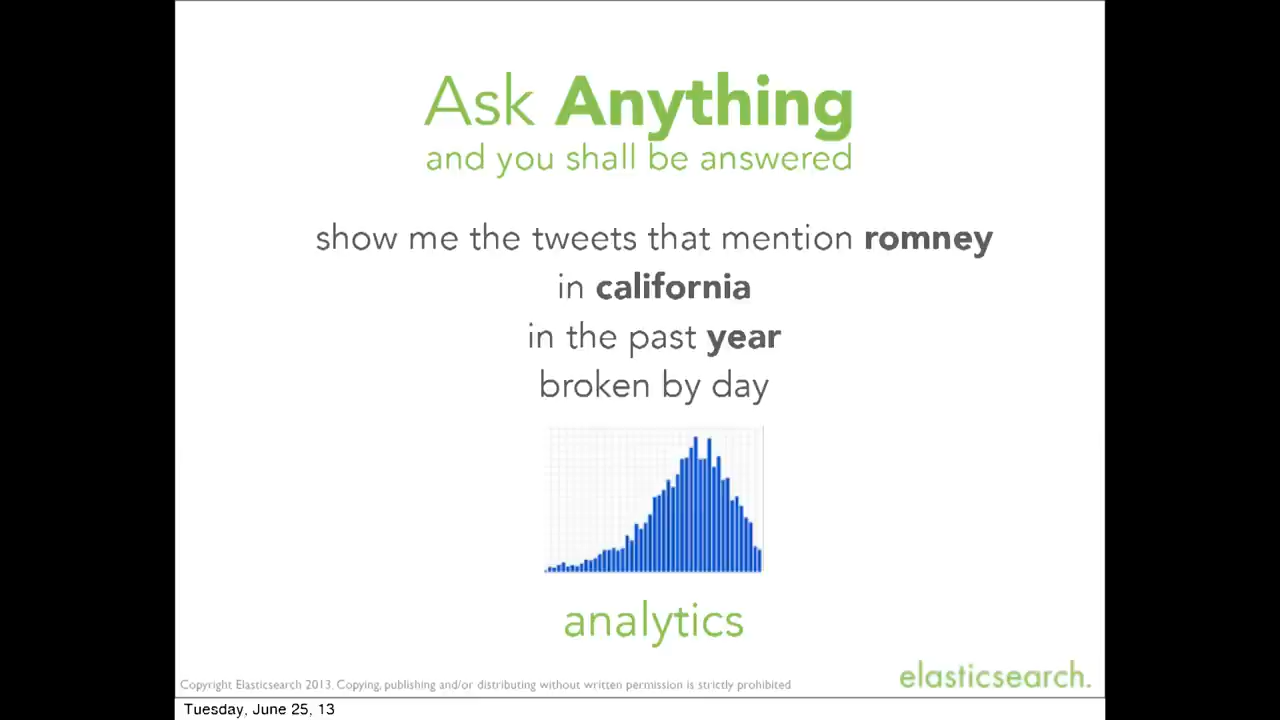 Ask Anything
and you shall be answered
show me the tweets that mention romney
in california
in the past year
broken by day
analytics
elasticsearch.
Copyright Elasticsearch 2013. Copying, publishing and/or distributing without written permission is strictly prohibited
Tuesday, June 25, 13